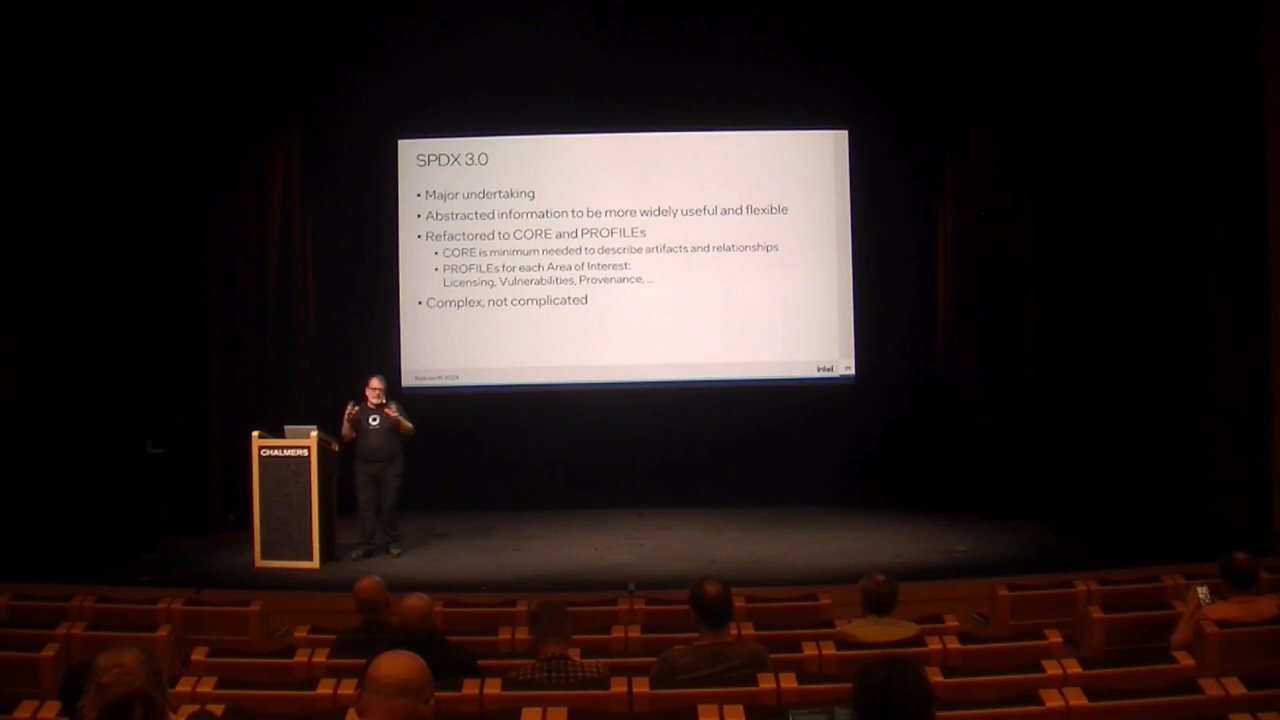 SPDX 3.0
• Major undertaking
• Abstracted information to be more widely useful and flexible
• Refactored to CORE and PROFILEs
• CORE is minimum needed to describe artifacts and relationships
• PROFILEs for each Area of Interest:
Licensing, Vulnerabilities, Provenance, ...
• Complex, not complicated
intel
CHALMERS